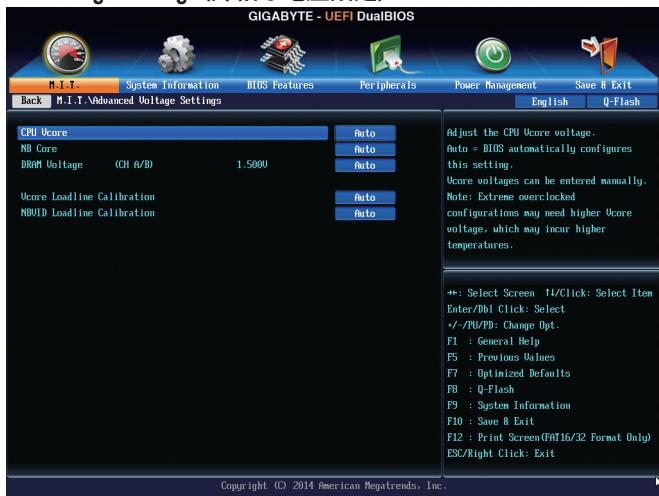 GIGABYTE - UEFI DualBIOS
M.I.T. System Information BIOS Features Peripherals Power Management Save & Exit
Back M.I.T.\Advanced Voltage Settings English Q-Flash
CPU Vcore Auto
NB Core Auto
DRAM Voltage (CH A/B) 1.500V Auto
Vcore Loadline Calibration Auto
NBVID Loadline Calibration Auto
Adjust the CPU Vcore voltage.
Auto = BIOS automatically configures
this setting.
Vcore voltages can be entered manually.
Note: Extreme overclocked
configurations may need higher Vcore
voltage, which may incur higher
temperatures.
→←: Select Screen ↑↓/Click: Select Item
Enter/Dbl Click: Select
+/-/PU/PD: Change Opt.
F1 : General Help
F5 : Previous Values
F7 : Optimized Defaults
F8 : Q-Flash
F9 : System Information
F10 : Save & Exit
F12 : Print Screen(FAT16/32 Format Only)
ESC/Right Click: Exit
Copyright (C) 2014 American Megatrends, Inc.